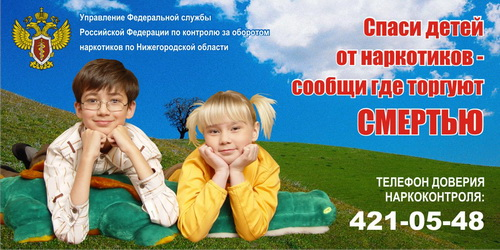 Управление Федеральной службы
Российской Федерации по контролю за оборотом
наркотиков по Нижегородской области
Спаси детей
от наркотиков -
сообщи где торгуют
СМЕРТЬЮ
ТЕЛЕФОН ДОВЕРИЯ
НАРКОКОНТРОЛЯ:
421-05-48